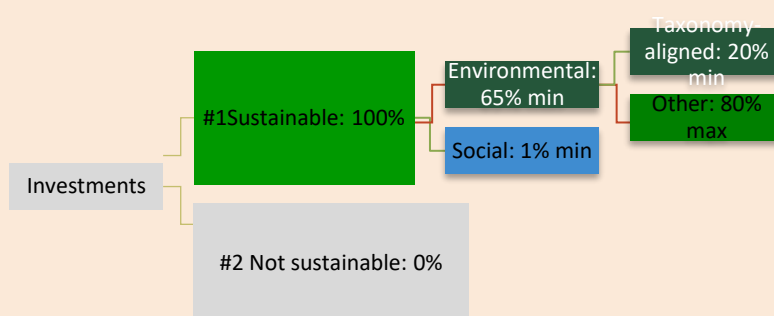 Investments
#1Sustainable: 100%
#2 Not sustainable: 0%
Environmental:
65% min
Social: 1% min
Taxonomy-
aligned: 20%
min
Other: 80%
max